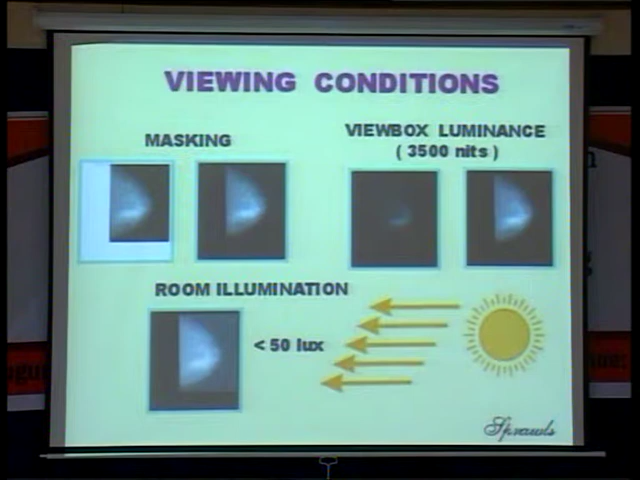 VIEWING CONDITIONS
MASKING
VIEWBOX LUMINANCE
( 3500 nits )
ROOM ILLUMINATION
< 50 lux
Sprawls